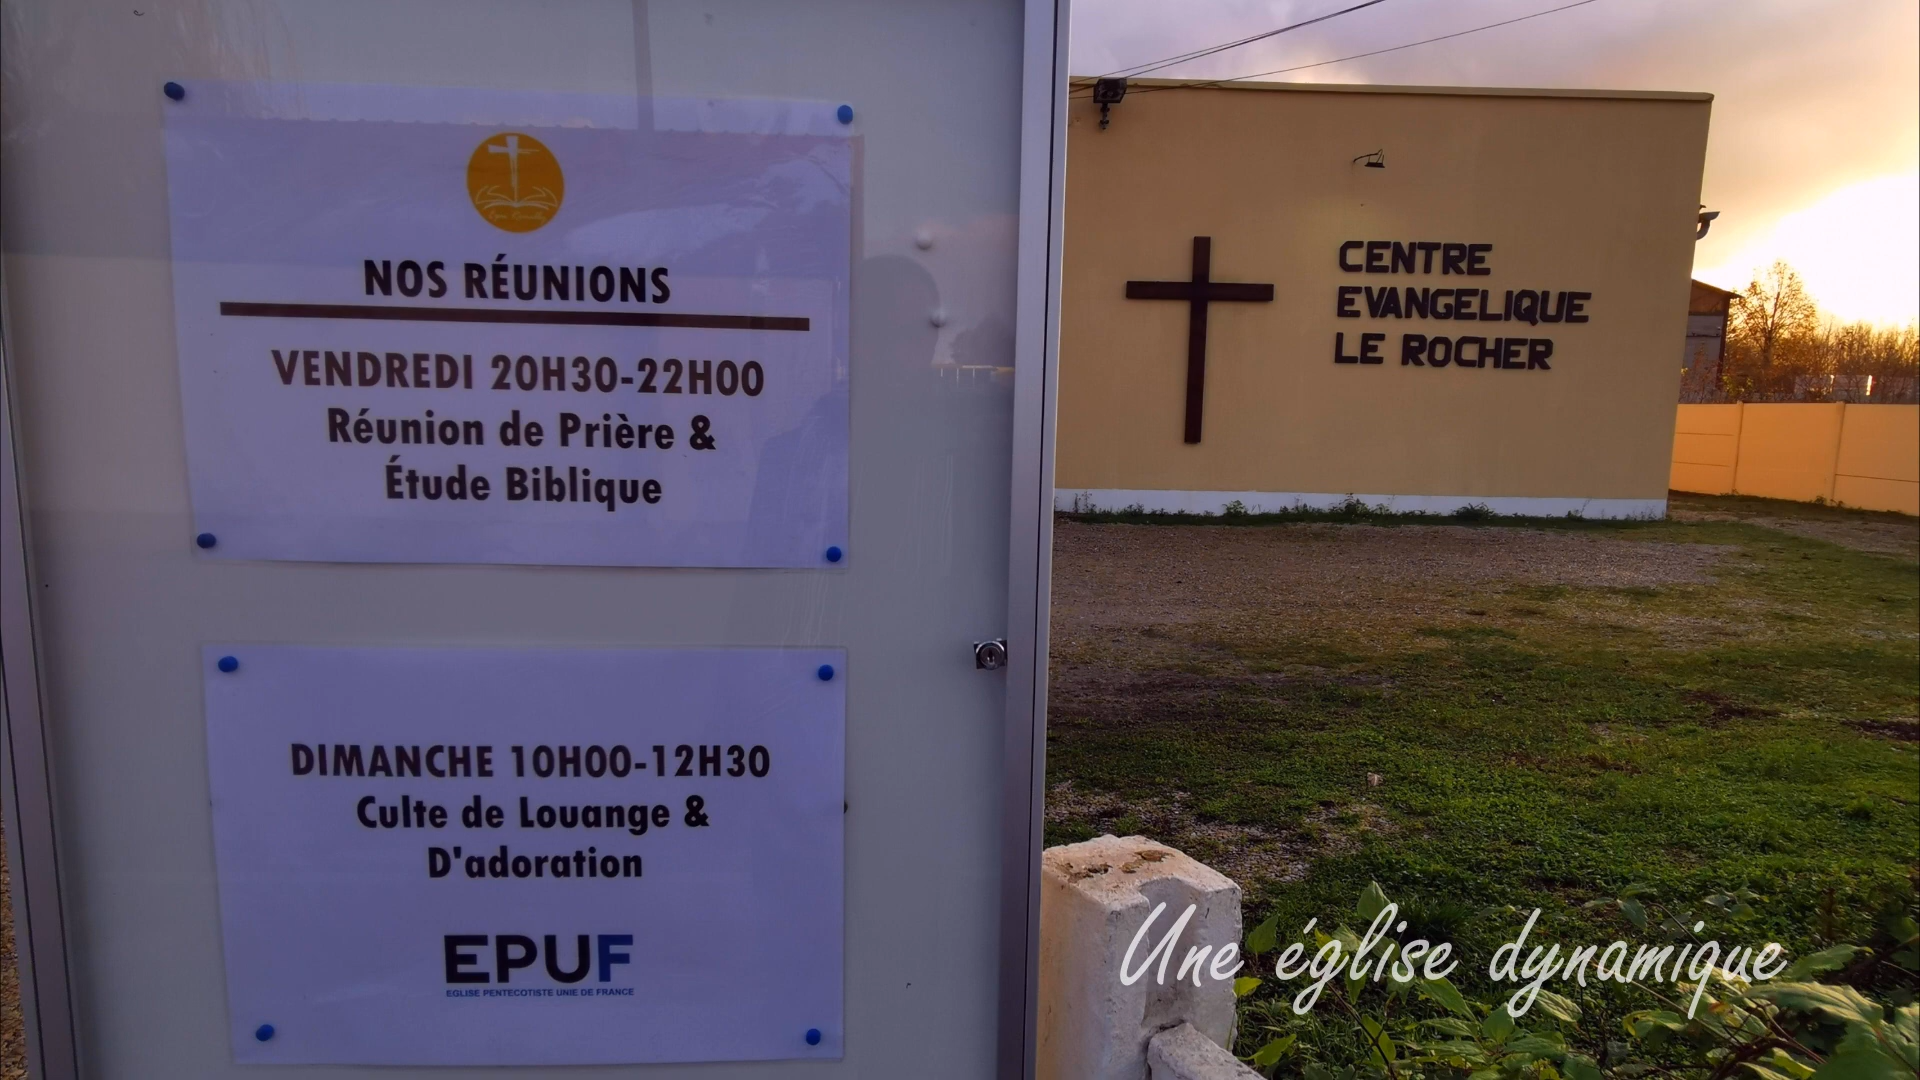 NOS RÉUNIONS
VENDREDI 20H30-22H00
Réunion de Prière &
Étude Biblique
DIMANCHE 10H00-12H30
Culte de Louange &
D'adoration
EPUF
EGLISE PENTECOTISTE UNIE DE FRANCE
CENTRE
EVANGELIQUE
LE ROCHER
Une église dynamique